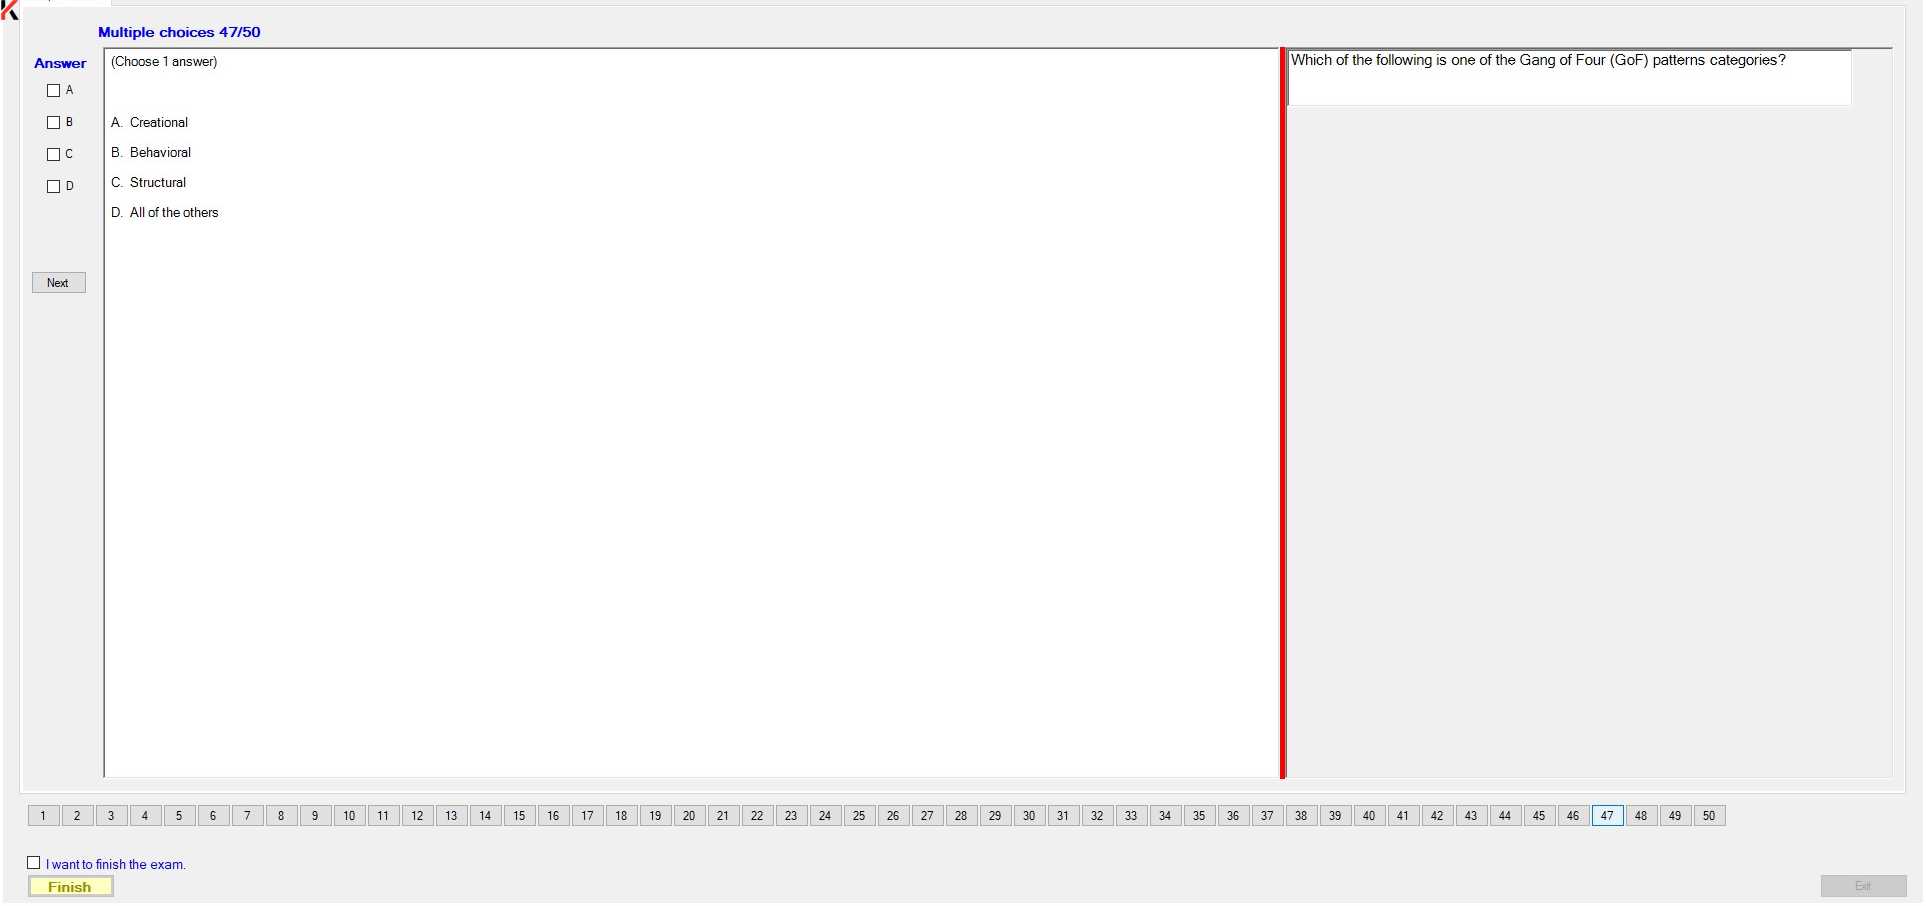 Multiple choices 47/50
Answer
A
B
C
D
Next
(Choose 1 answer)
A. Creational
B. Behavioral
C. Structural
D. All of the others
Which of the following is one of the Gang of Four (GoF) patterns categories?
1 2 3 4 5 6 7 8 9 10 11 12 13 14 15 16 17 18 19 20 21 22 23 24 25 26 27 28 29 30 31 32 33 34 35 36 37 38 39 40 41 42 43 44 45 46 47 48 49 50
I want to finish the exam.
Finish
Exit